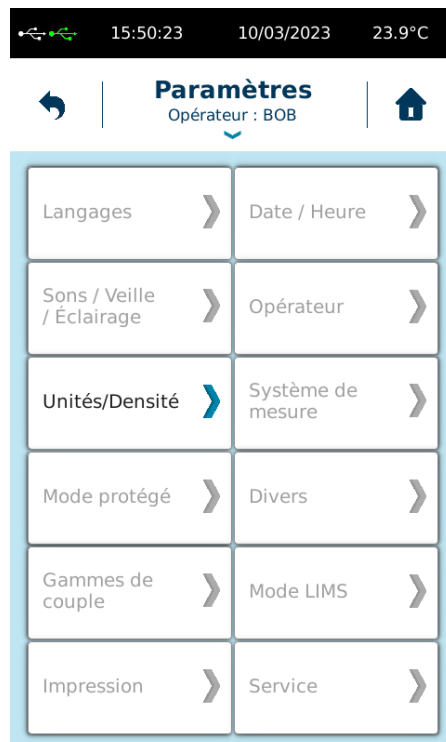 15:50:23 10/03/2023 23.9°C
Paramètres
Opérateur : BOB
Langages
Date / Heure
Sons / Veille
/ Éclairage
Opérateur
Unités/Densité
Système de
mesure
Mode protégé
Divers
Gammes de
couple
Mode LIMS
Impression
Service